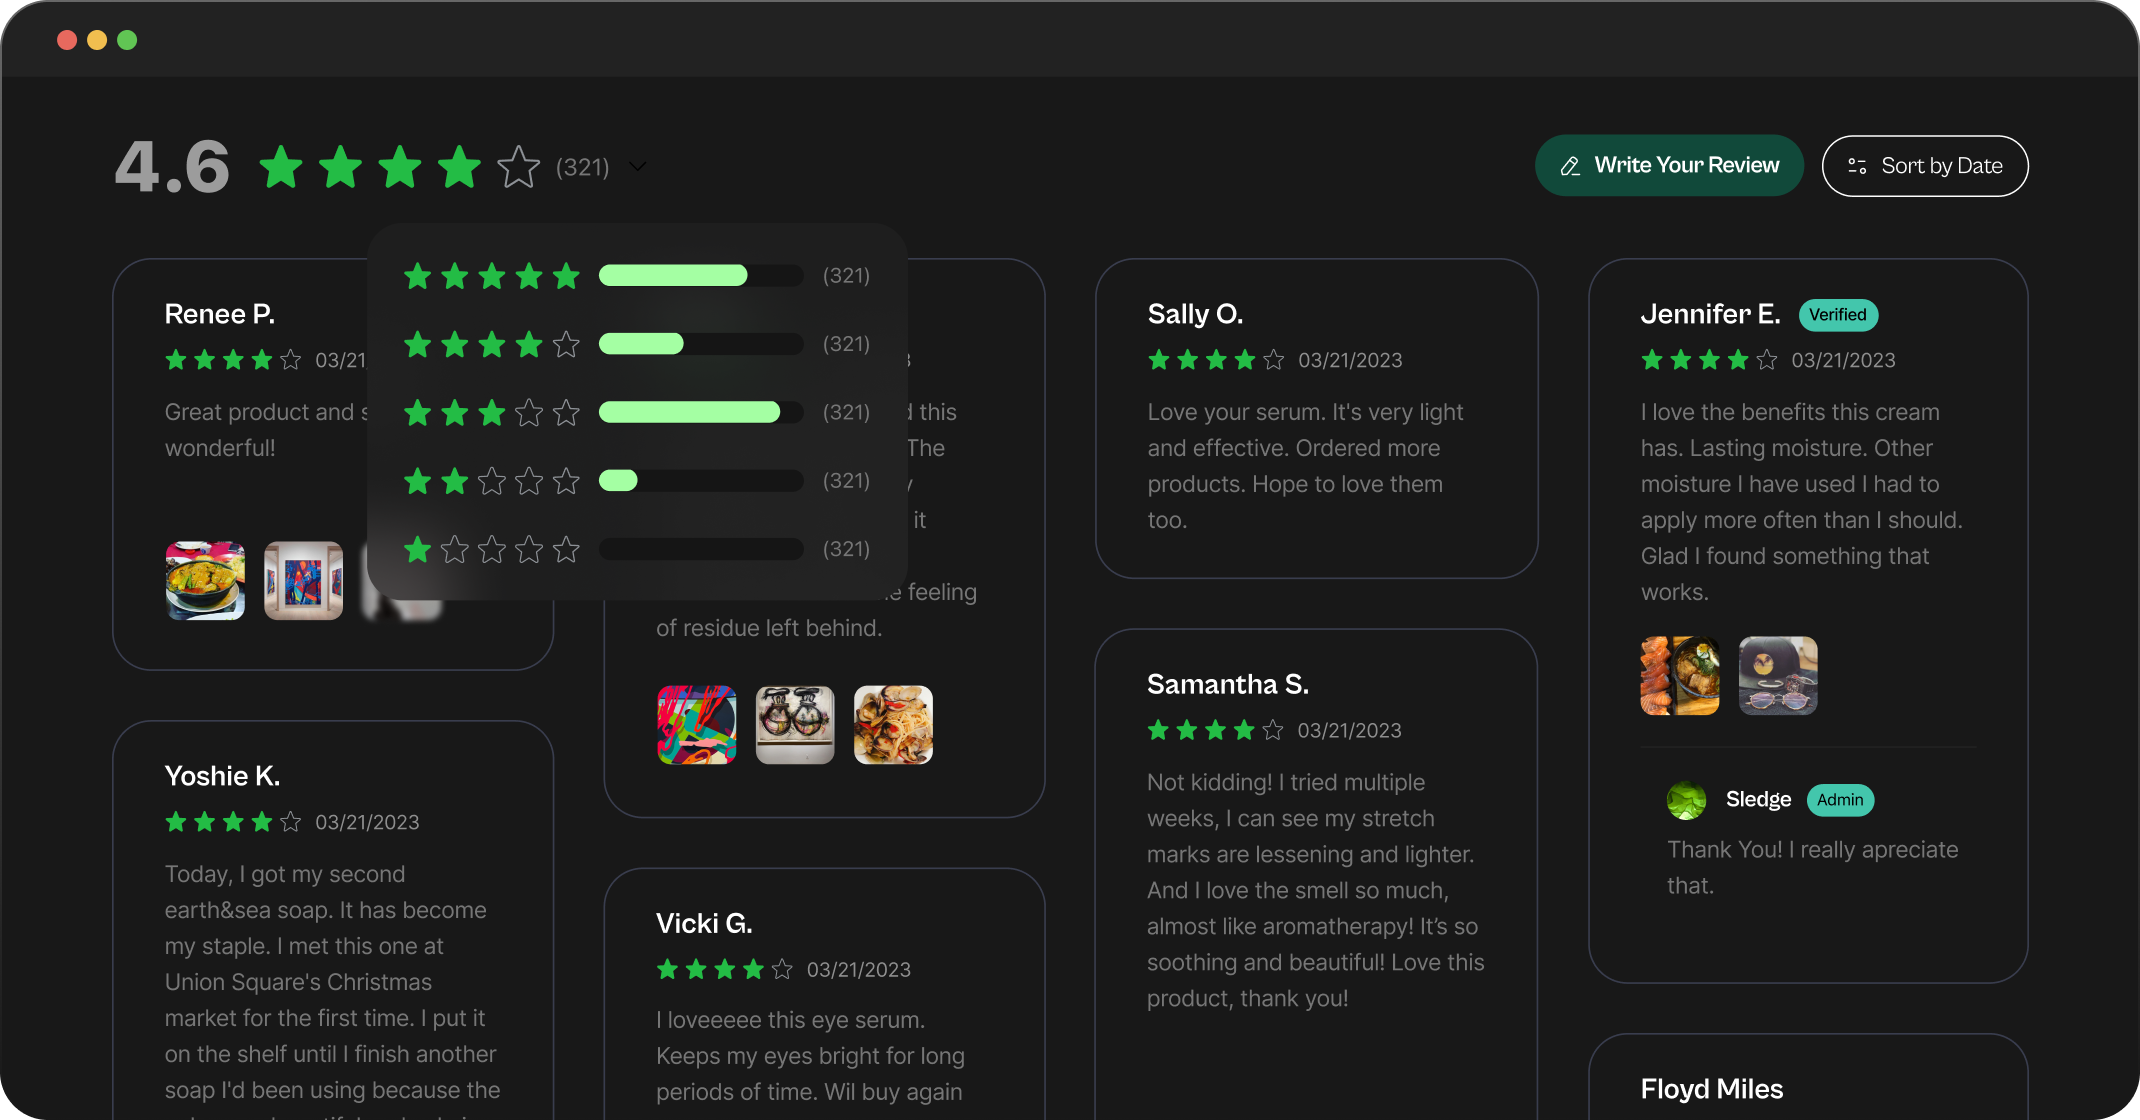 4.6 (321)
Write Your Review
Sort by Date
(321)
(321)
(321)
(321)
(321)
Renee P.
03/21
Great product and
wonderful!
Yoshie K.
03/21/2023
Today, I got my second
earth&sea soap. It has become
my staple. I met this one at
Union Square's Christmas
market for the first time. I put it
on the shelf until I finish another
soap I'd been using because the
this
The
it
feeling
of residue left behind.
Vicki G.
03/21/2023
I loveeeee this eye serum.
Keeps my eyes bright for long
periods of time. Wil buy again
Sally O.
03/21/2023
Love your serum. It's very light
and effective. Ordered more
products. Hope to love them
too.
Samantha S.
03/21/2023
Not kidding! I tried multiple
weeks, I can see my stretch
marks are lessening and lighter.
And I love the smell so much,
almost like aromatherapy! It’s so
soothing and beautiful! Love this
product, thank you!
Jennifer E. Verified
03/21/2023
I love the benefits this cream
has. Lasting moisture. Other
moisture I have used I had to
apply more often than I should.
Glad I found something that
works.
Sledge Admin
Thank You! I really apreciate
that.
Floyd Miles